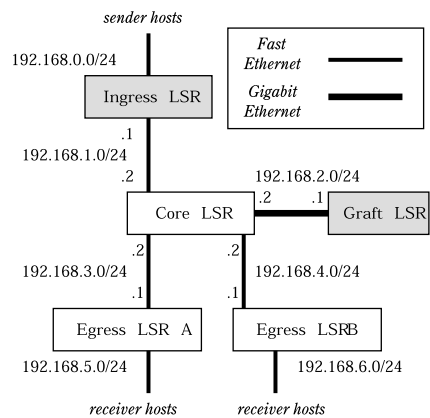 sender hosts
192.168.0.0/24
Fast
Ethernet
Gigabit
Ethernet
Ingress LSR
.1
192.168.1.0/24
.2
192.168.2.0/24
.2
.1
Core LSR
Graft LSR
.2
.2
192.168.3.0/24
192.168.4.0/24
.1
.1
Egress LSR A
Egress LSRB
192.168.5.0/24
192.168.6.0/24
receiver hosts
receiver hosts